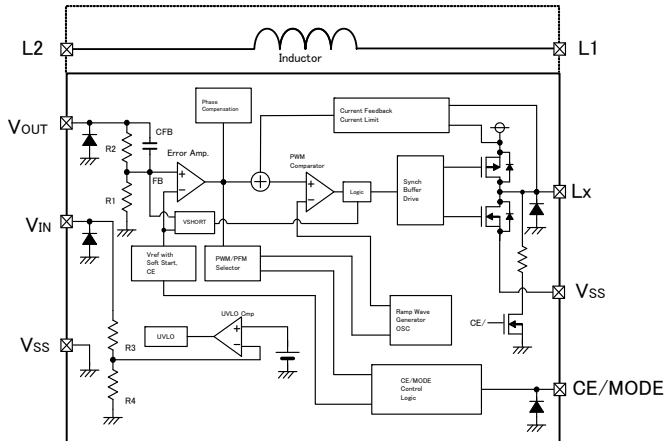 L2
L1
Inductor
Phase
Compensation
Current Feedback
Current Limit
VOUT
CFB
R2
Error Amp.
FB
PWM
Comparator
Logic
Synch
Buffer
Drive
R1
VSHORT
LX
VIN
Vref with
Soft Start,
CE
PWM/PFM
Selector
VSS
Ramp Wave
Generator
OSC
CE/
UVLO Cmp
UVLO
VSS
R3
R4
CE/MODE
Control
Logic
CE/MODE